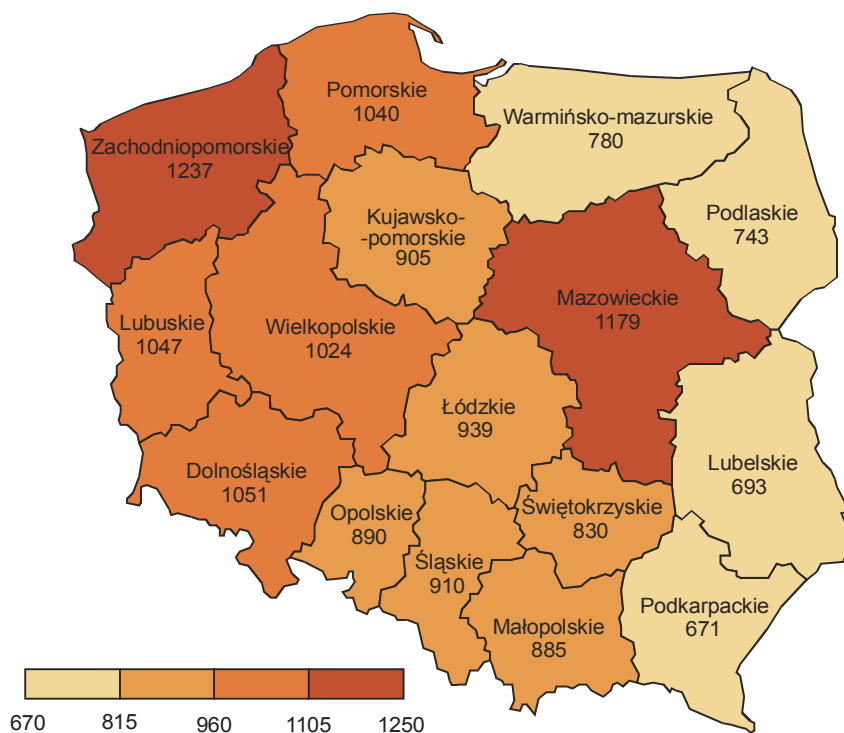 Pomorskie
1040
Warmińsko-mazurskie
780
Zachodniopomorskie
1237
Podlaskie
743
Kujawsko-
-pomorskie
905
Mazowieckie
1179
Lubuskie
1047
Wielkopolskie
1024
Łódzkie
939
Dolnośląskie
1051
Lubelskie
693
Opolskie
890
Świętokrzyskie
830
Śląskie
910
Małopolskie
885
Podkarpackie
671
670 815 960 1105 1250